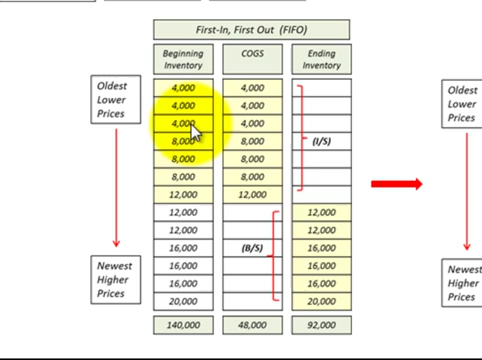 First-In, First Out (FIFO)
Beginning Inventory COGS Ending Inventory
Oldest
Lower
Prices
4,000 4,000
4,000 4,000
4,000 4,000
8,000 8,000 (I/S)
8,000 8,000
8,000 8,000
12,000 12,000
12,000 12,000
12,000 12,000
16,000 (B/S) 16,000
16,000 16,000
16,000 16,000
20,000 20,000
Newest
Higher
Prices
140,000 48,000 92,000
Oldest
Lower
Prices
Newest
Higher
Prices